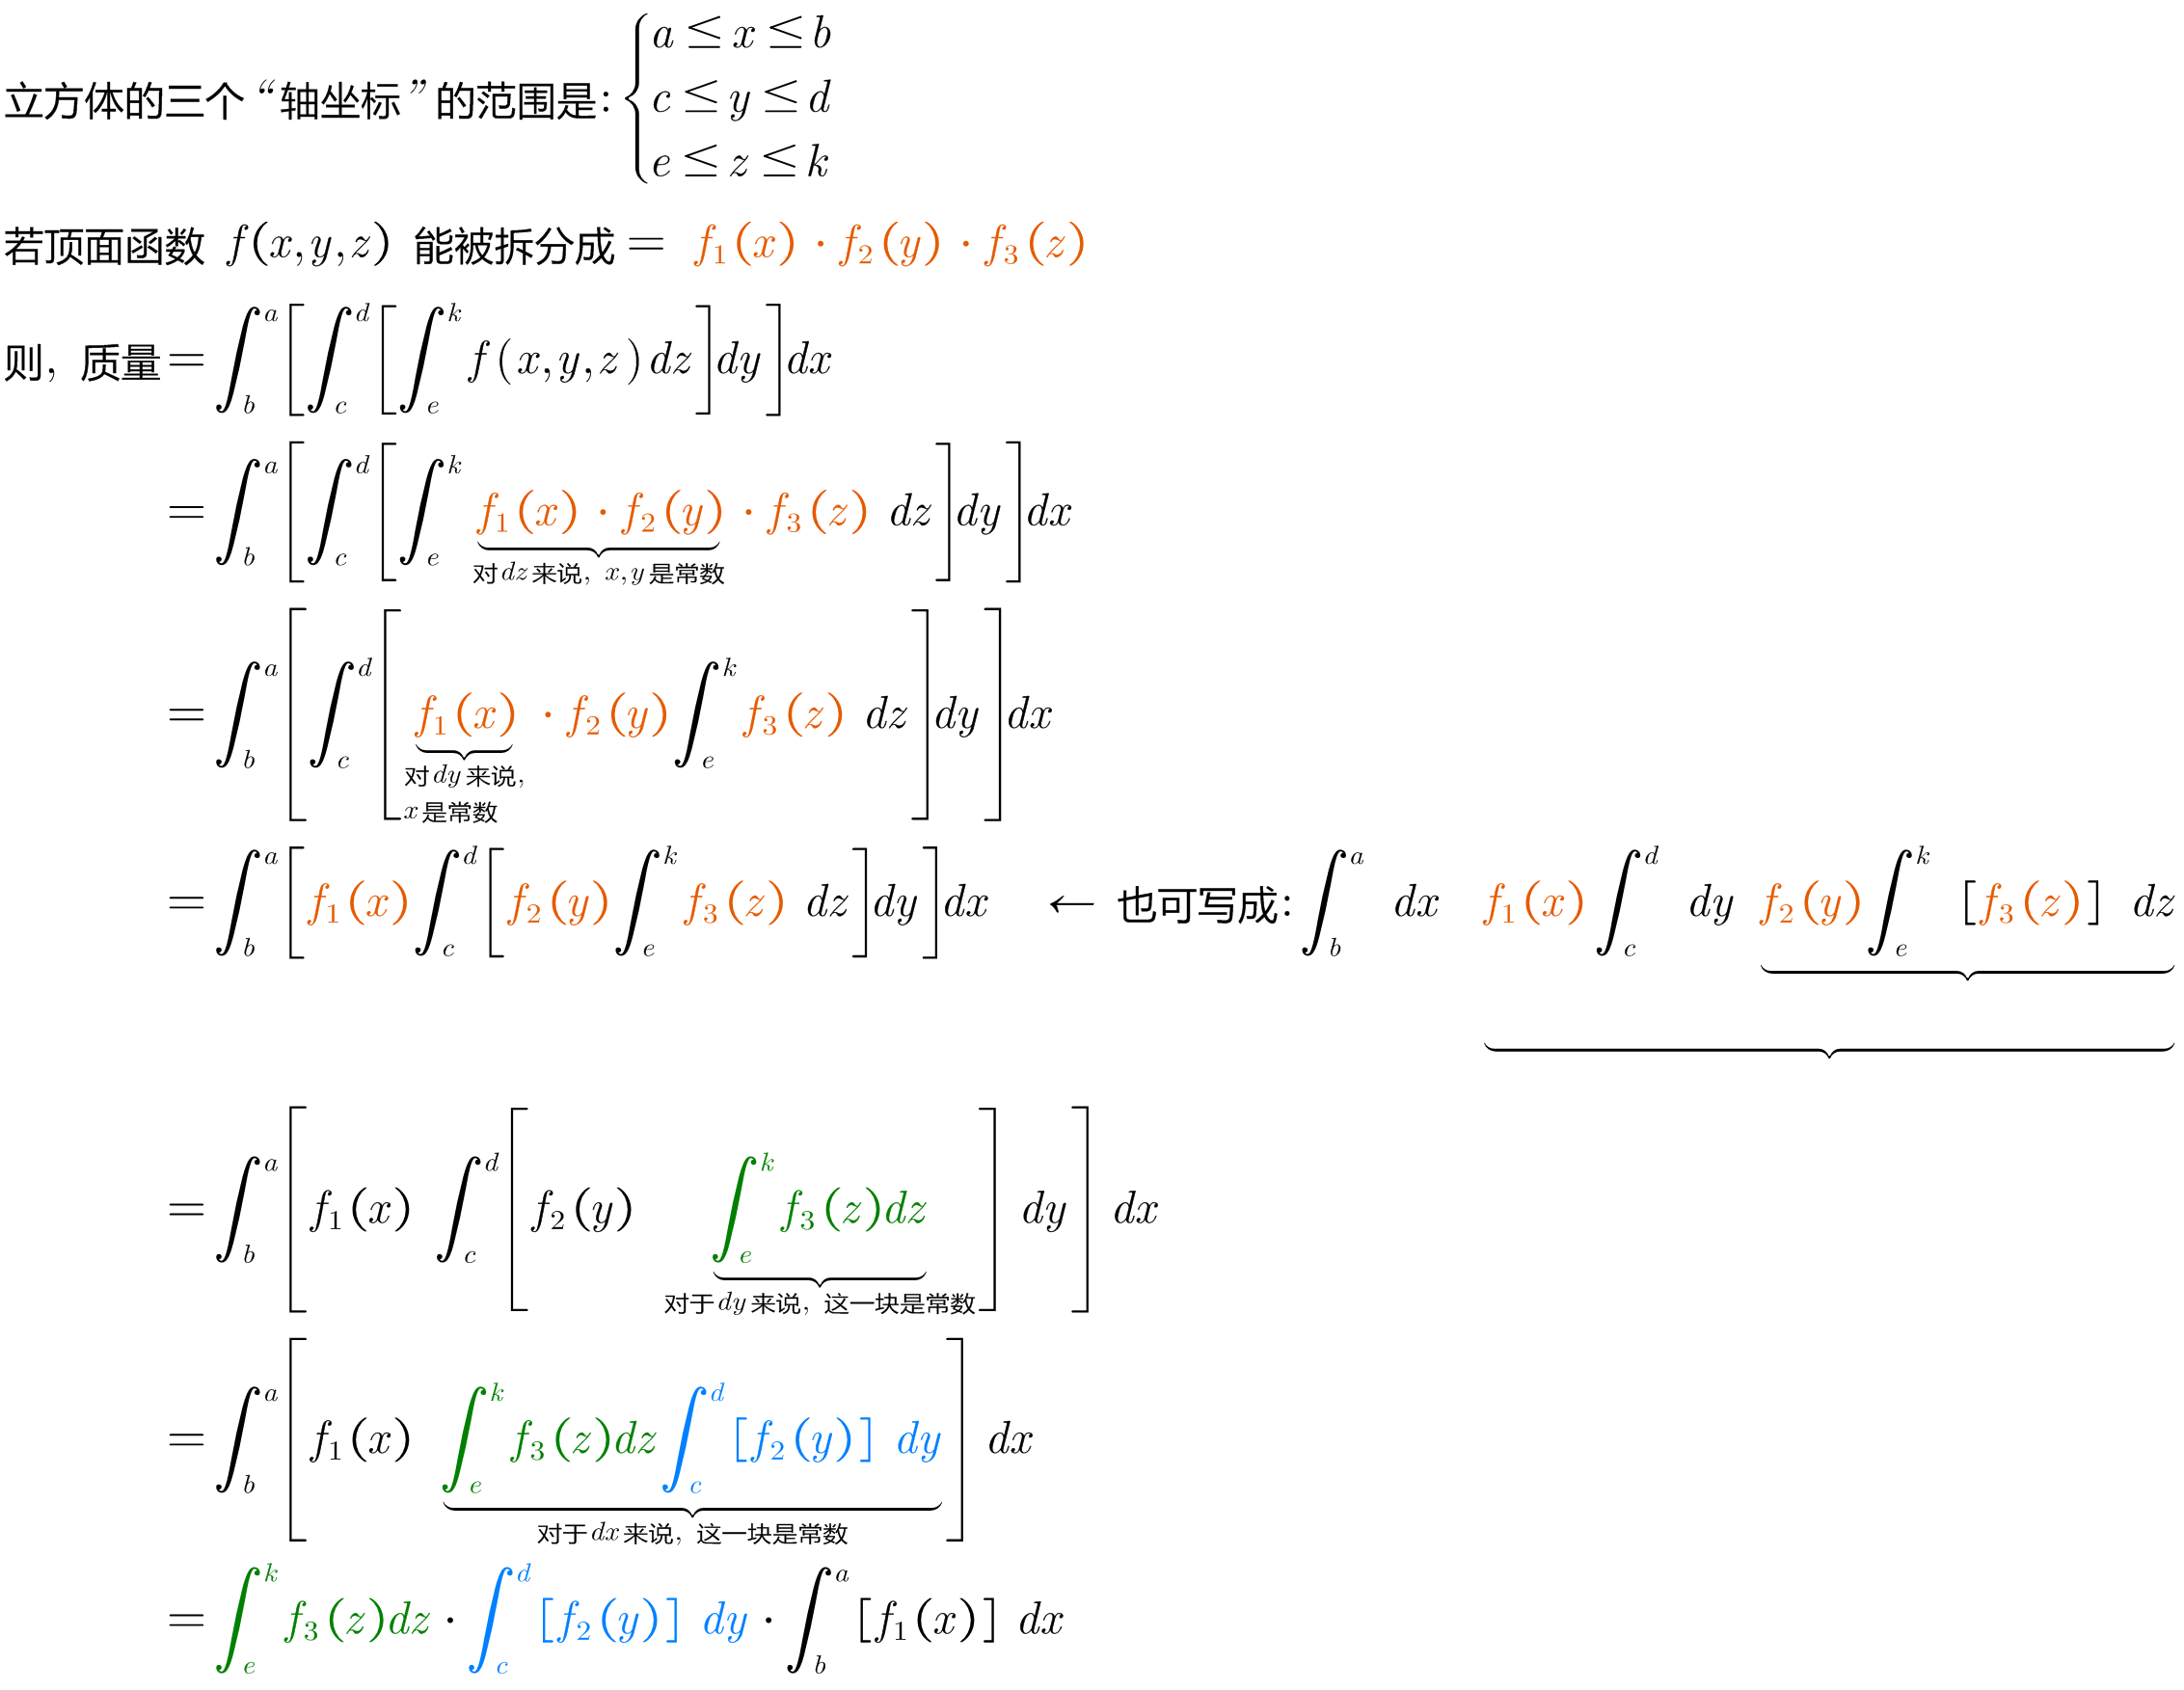 立方体的三个“轴坐标”的范围是: $\begin{cases} a \le x \le b \\ c \le y \le d \\ e \le z \le k \end{cases}$
若顶面函数 $f(x,y,z)$ 能被拆分成 $= f_1(x) \cdot f_2(y) \cdot f_3(z)$
则, 质量 $= \int_b^a \left[ \int_c^d \left[ \int_e^k f(x,y,z) dz \right] dy \right] dx$
$= \int_b^a \left[ \int_c^d \left[ \int_e^k \underbrace{f_1(x) \cdot f_2(y)}_{\text{对} dz \text{来说, } x,y \text{是常数}} \cdot f_3(z) \ dz \right] dy \right] dx$
$= \int_b^a \left[ \int_c^d \left[ \underbrace{f_1(x)}_{\substack{\text{对} dy \text{来说,} \\ x \text{是常数}}} \cdot f_2(y) \int_e^k f_3(z) \ dz \right] dy \right] dx$
$= \int_b^a \left[ f_1(x) \int_c^d \left[ f_2(y) \int_e^k f_3(z) \ dz \right] dy \right] dx \quad \leftarrow \text{也可写成: } \int_b^a dx \ \underbrace{f_1(x) \int_c^d dy \ \underbrace{f_2(y) \int_e^k [f_3(z)] \ dz}}$
$= \int_b^a \left[ f_1(x) \int_c^d \left[ f_2(y) \underbrace{\int_e^k f_3(z) dz}_{\text{对于} dy \text{来说, 这一块是常数}} \right] dy \right] dx$
$= \int_b^a \left[ f_1(x) \underbrace{\int_e^k f_3(z) dz \int_c^d [f_2(y)] \ dy}_{\text{对于} dx \text{来说, 这一块是常数}} \right] dx$
$= \int_e^k f_3(z) dz \cdot \int_c^d [f_2(y)] \ dy \cdot \int_b^a [f_1(x)] \ dx$